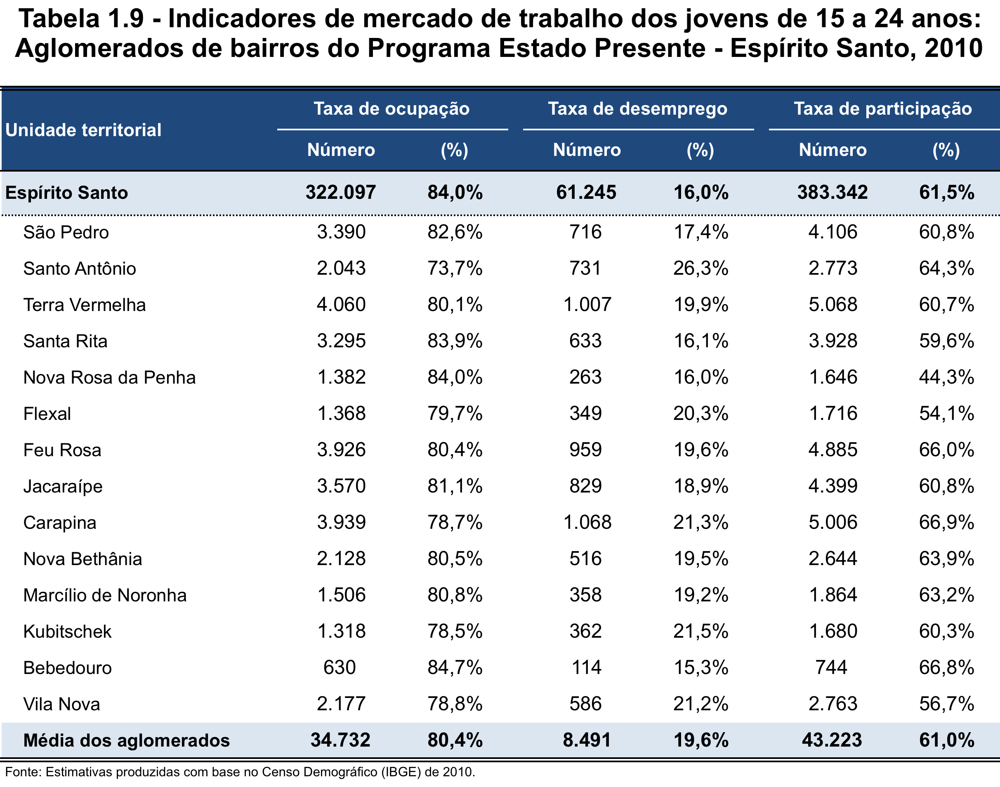 Tabela 1.9 - Indicadores de mercado de trabalho dos jovens de 15 a 24 anos:
Aglomerados de bairros do Programa Estado Presente - Espírito Santo, 2010
Unidade territorial Taxa de ocupação Taxa de desemprego Taxa de participação
Número (%) Número (%) Número (%)
Espírito Santo 322.097 84,0% 61.245 16,0% 383.342 61,5%
São Pedro 3.390 82,6% 716 17,4% 4.106 60,8%
Santo Antônio 2.043 73,7% 731 26,3% 2.773 64,3%
Terra Vermelha 4.060 80,1% 1.007 19,9% 5.068 60,7%
Santa Rita 3.295 83,9% 633 16,1% 3.928 59,6%
Nova Rosa da Penha 1.382 84,0% 263 16,0% 1.646 44,3%
Flexal 1.368 79,7% 349 20,3% 1.716 54,1%
Feu Rosa 3.926 80,4% 959 19,6% 4.885 66,0%
Jacaraípe 3.570 81,1% 829 18,9% 4.399 60,8%
Carapina 3.939 78,7% 1.068 21,3% 5.006 66,9%
Nova Bethânia 2.128 80,5% 516 19,5% 2.644 63,9%
Marcílio de Noronha 1.506 80,8% 358 19,2% 1.864 63,2%
Kubitschek 1.318 78,5% 362 21,5% 1.680 60,3%
Bebedouro 630 84,7% 114 15,3% 744 66,8%
Vila Nova 2.177 78,8% 586 21,2% 2.763 56,7%
Média dos aglomerados 34.732 80,4% 8.491 19,6% 43.223 61,0%
Fonte: Estimativas produzidas com base no Censo Demográfico (IBGE) de 2010.